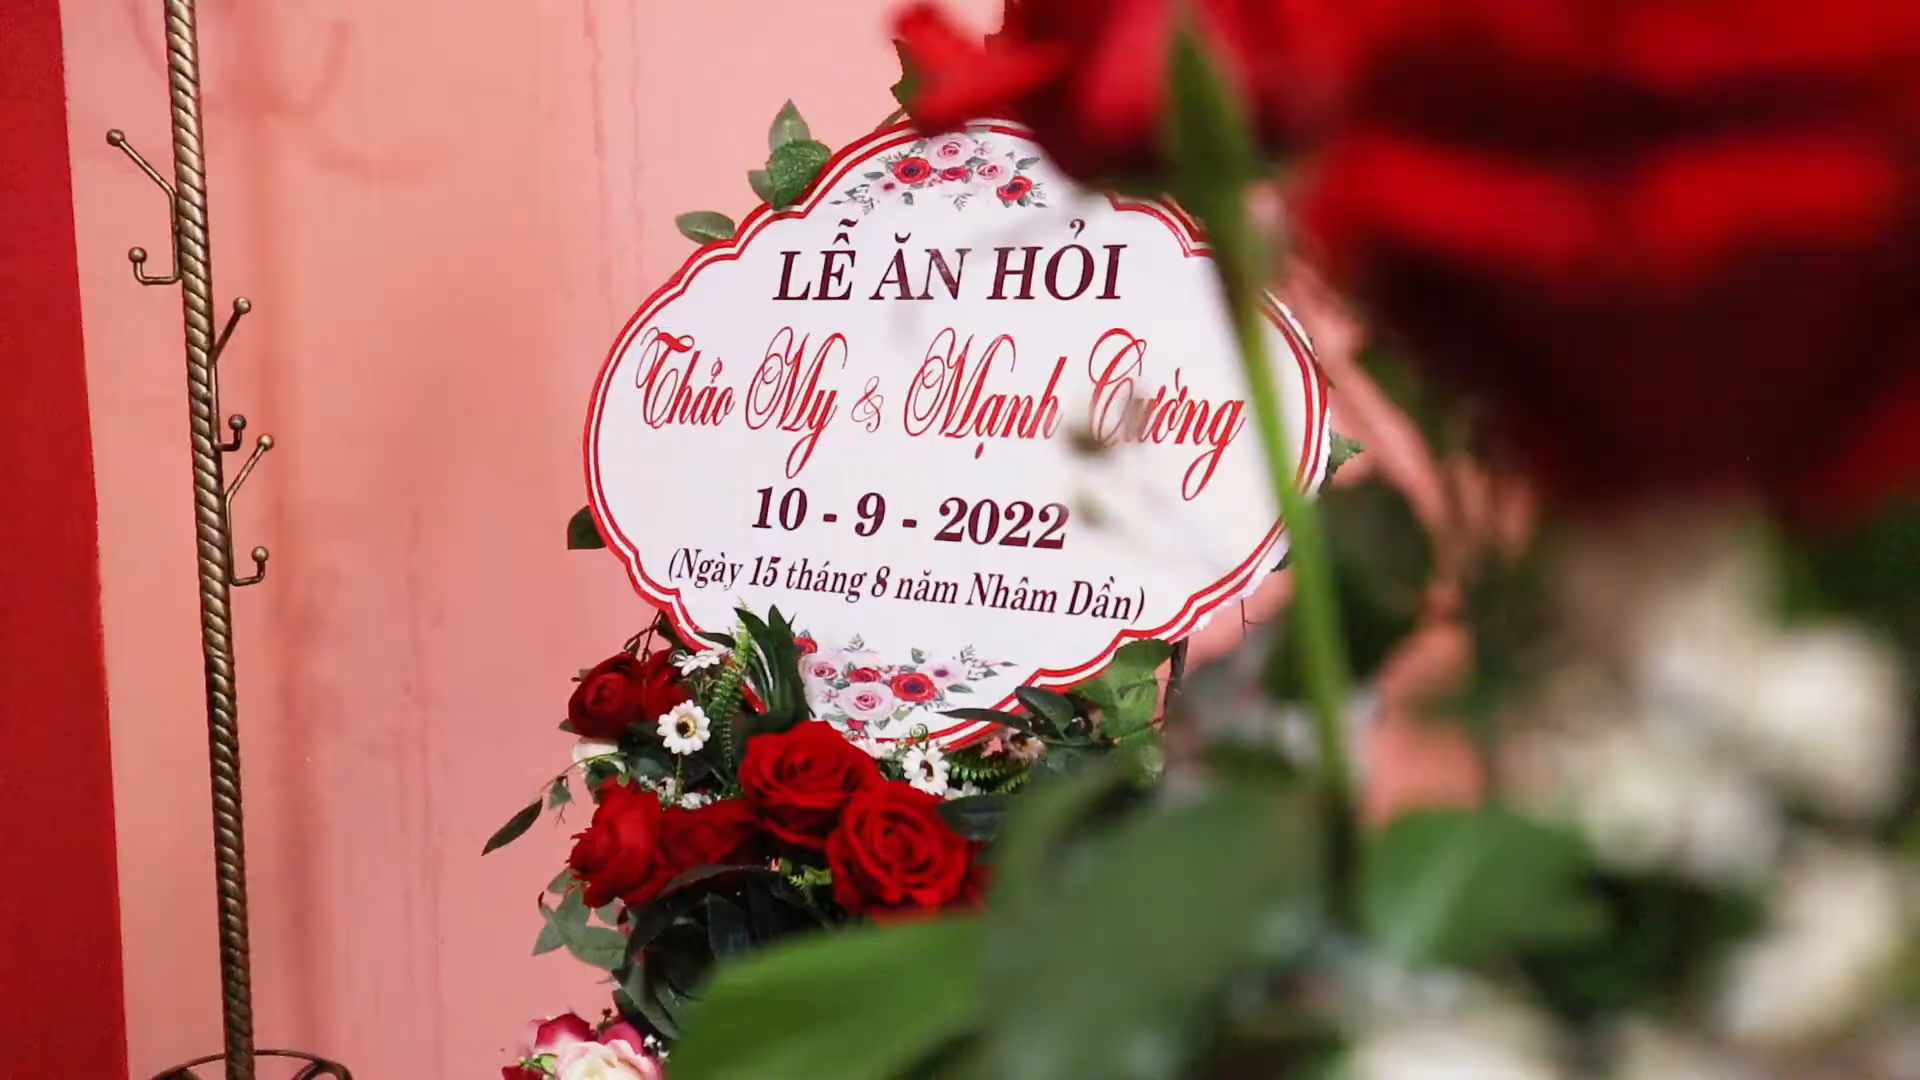 LỄ ĂN HỎI
Thảo My & Mạnh Cường
10 - 9 - 2022
(Ngày 15 tháng 8 năm Nhâm Dần)